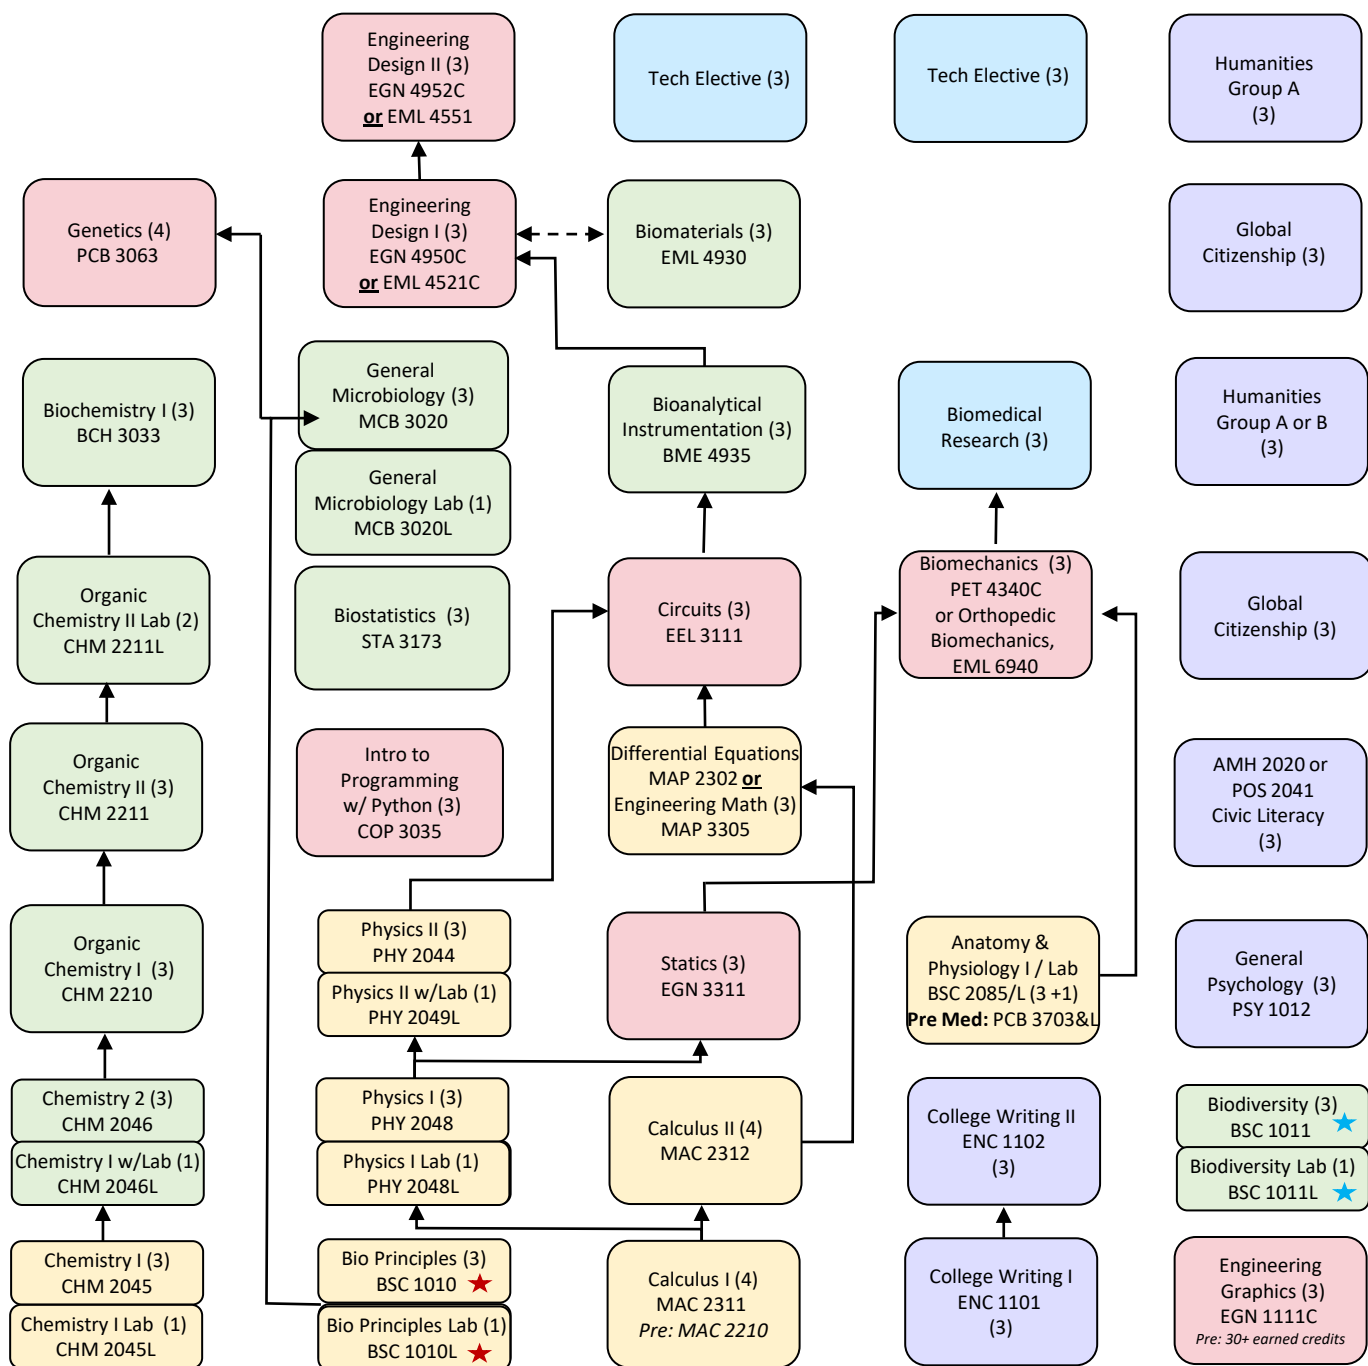 Engineering
Design II (3)
EGN 4952C
or EML 4551
Tech Elective (3)
Tech Elective (3)
Humanities
Group A
(3)
Genetics (4)
PCB 3063
Engineering
Design I (3)
EGN 4950C
or EML 4521C
Biomaterials (3)
EML 4930
Global
Citizenship (3)
Biochemistry I (3)
BCH 3033
General
Microbiology (3)
MCB 3020
General
Microbiology Lab (1)
MCB 3020L
Bioanalytical
Instrumentation (3)
BME 4935
Biomedical
Research (3)
Humanities
Group A or B
(3)
Organic
Chemistry II Lab (2)
CHM 2211L
Biostatistics (3)
STA 3173
Circuits (3)
EEL 3111
Biomechanics (3)
PET 4340C
or Orthopedic
Biomechanics,
EML 6940
Global
Citizenship (3)
Organic
Chemistry II (3)
CHM 2211
Intro to
Programming
w/ Python (3)
COP 3035
Differential Equations
MAP 2302 or
Engineering Math (3)
MAP 3305
AMH 2020 or
POS 2041
Civic Literacy
(3)
Organic
Chemistry I (3)
CHM 2210
Physics II (3)
PHY 2044
Physics II w/Lab (1)
PHY 2049L
Statics (3)
EGN 3311
Anatomy &
Physiology I / Lab
BSC 2085/L (3 +1)
Pre Med: PCB 3703&L
General
Psychology (3)
PSY 1012
Chemistry 2 (3)
CHM 2046
Chemistry I w/Lab (1)
CHM 2046L
Physics I (3)
PHY 2048
Physics I Lab (1)
PHY 2048L
Calculus II (4)
MAC 2312
College Writing II
ENC 1102
(3)
Biodiversity (3)
BSC 1011
Biodiversity Lab (1)
BSC 1011L
Chemistry I (3)
CHM 2045
Chemistry I Lab (1)
CHM 2045L
Bio Principles (3)
BSC 1010
Bio Principles Lab (1)
BSC 1010L
Calculus I (4)
MAC 2311
Pre: MAC 2210
College Writing I
ENC 1101
(3)
Engineering
Graphics (3)
EGN 1111C
Pre: 30+ earned credits